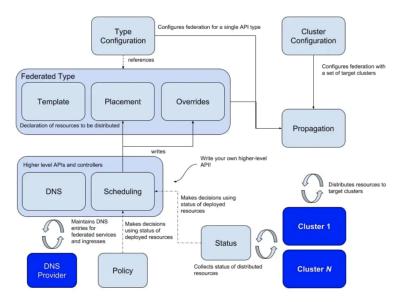 Type
Configuration
Configures federation for a single API type
Cluster
Configuration
references
Configures federation with
a set of target clusters
Federated Type
Template
Placement
Overrides
Declaration of resources to be distributed
Propagation
writes
Write your own higher-level
API!
Higher level APIs and controllers
DNS
Scheduling
Distributes resources to
target clusters
Maintains DNS
entries for
federated services
and ingresses
Makes decisions
using status of
deployed resources
Makes decisions using
status of deployed
resources
Status
Collects status of distributed
resources
Cluster 1
Cluster N
DNS
Provider
Policy